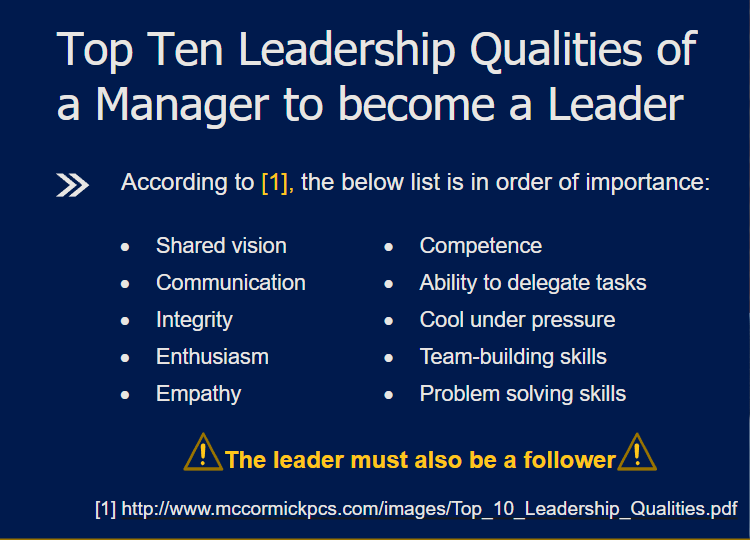 Top Ten Leadership Qualities of
a Manager to become a Leader
According to [1], the below list is in order of importance:
• Shared vision
• Communication
• Integrity
• Enthusiasm
• Empathy
• Competence
• Ability to delegate tasks
• Cool under pressure
• Team-building skills
• Problem solving skills
The leader must also be a follower
[1] http://www.mccormickpcs.com/images/Top_10_Leadership_Qualities.pdf